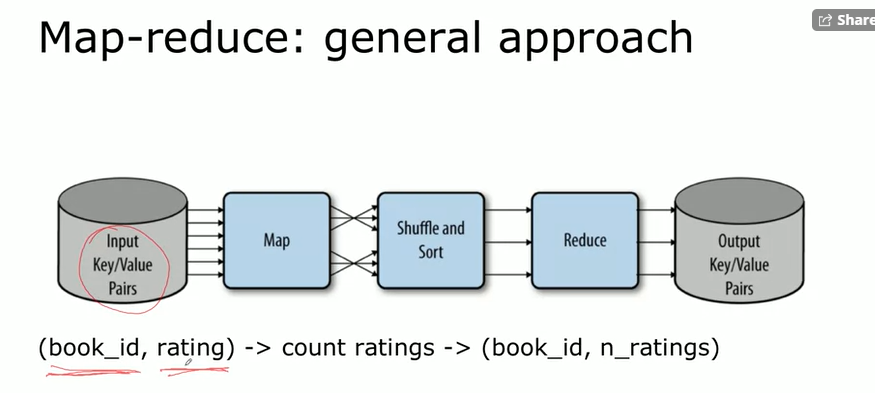 Share
Map-reduce: general approach
Input
Key/Value
Pairs
Map
Shuffle and
Sort
Reduce
Output
Key/Value
Pairs
(book_id, rating) -> count ratings -> (book_id, n_ratings)